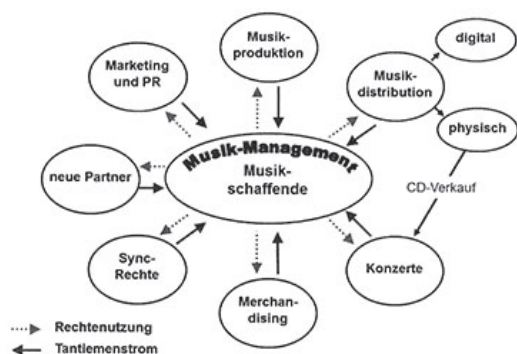 Musik-
produktion
digital
Marketing
und PR
Musik-
distribution
physisch
Musik-Management
Musik-
schaffende
neue Partner
CD-Verkauf
Sync-
Rechte
Konzerte
Merchan-
dising
Rechtenutzung
Tantiemenstrom